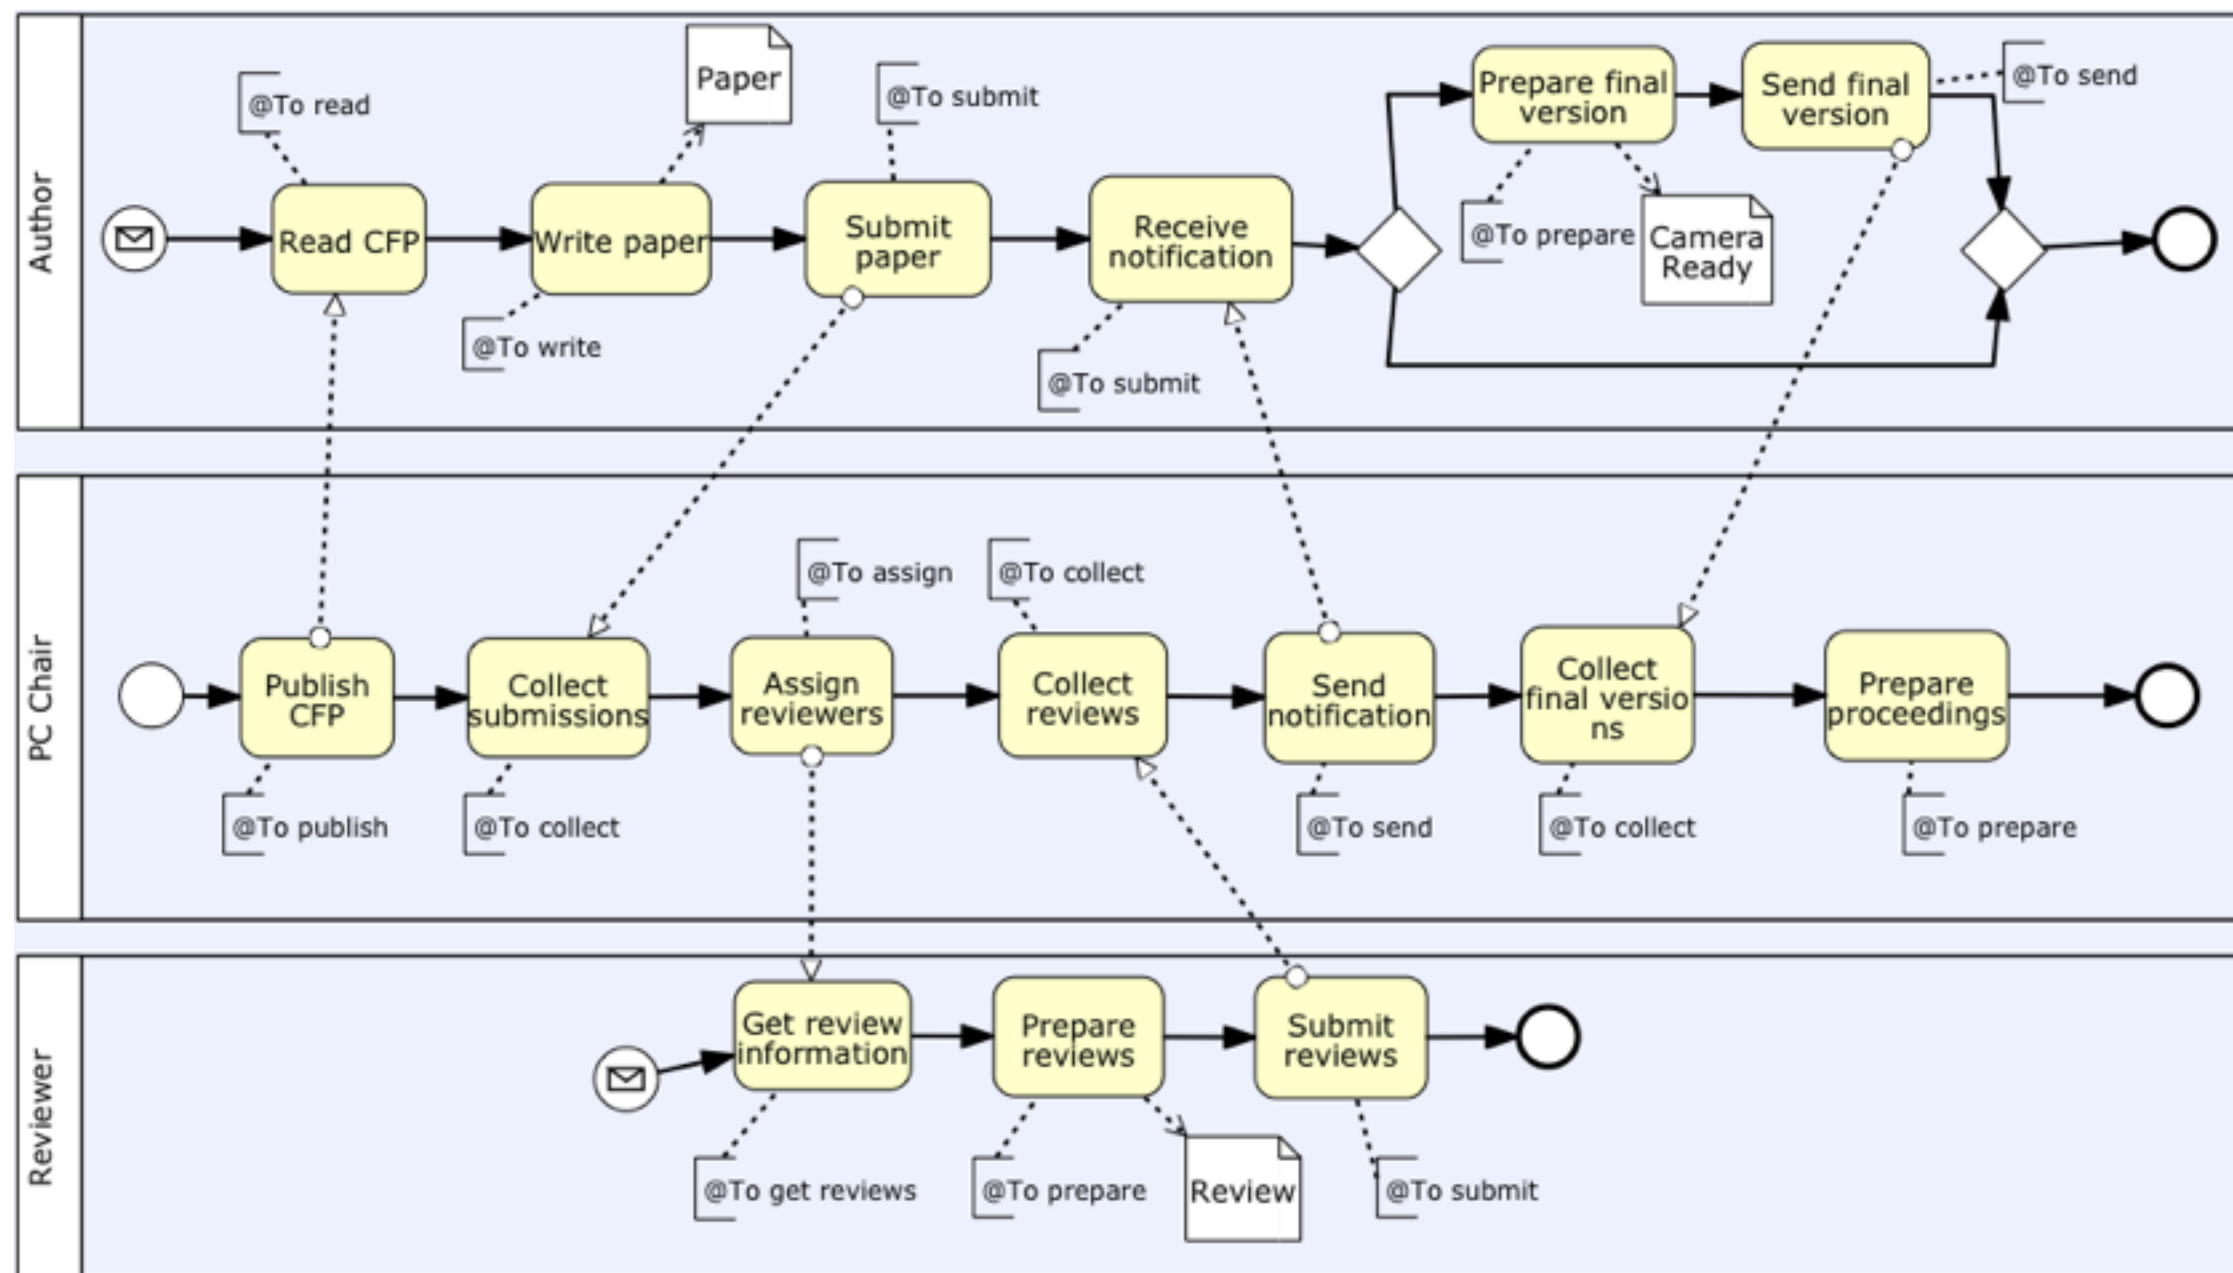 Author
@To read
Paper
@To submit
Prepare final
version
Send final
version
@To send
Read CFP
Write paper
Submit
paper
Receive
notification
@To prepare
Camera
Ready
@To write
@To submit
PC Chair
@To assign
@To collect
Publish
CFP
Collect
submissions
Assign
reviewers
Collect
reviews
Send
notification
Collect
final versio
ns
Prepare
proceedings
@To publish
@To collect
@To send
@To collect
@To prepare
Reviewer
Get review
information
Prepare
reviews
Submit
reviews
@To get reviews
@To prepare
Review
@To submit